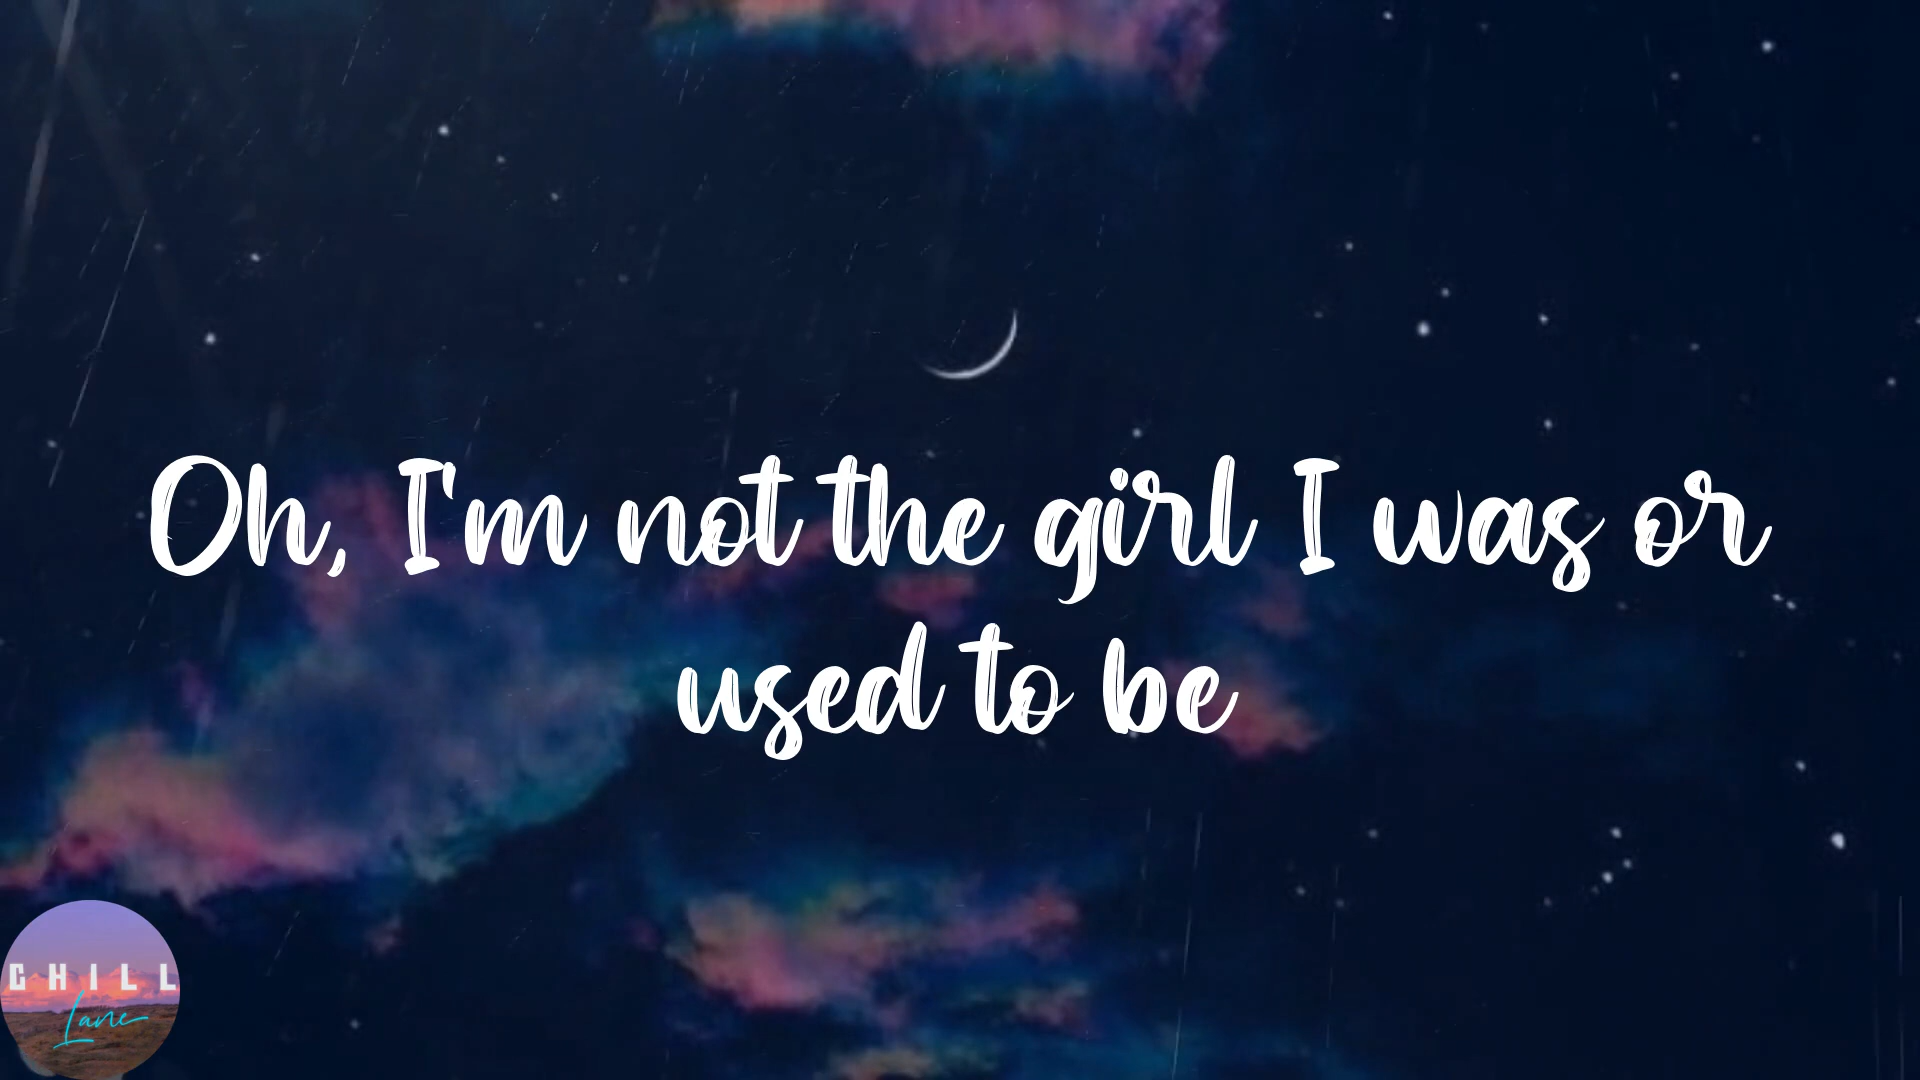 Oh, I'm not the girl I was or
used to be
CHILL
Lane